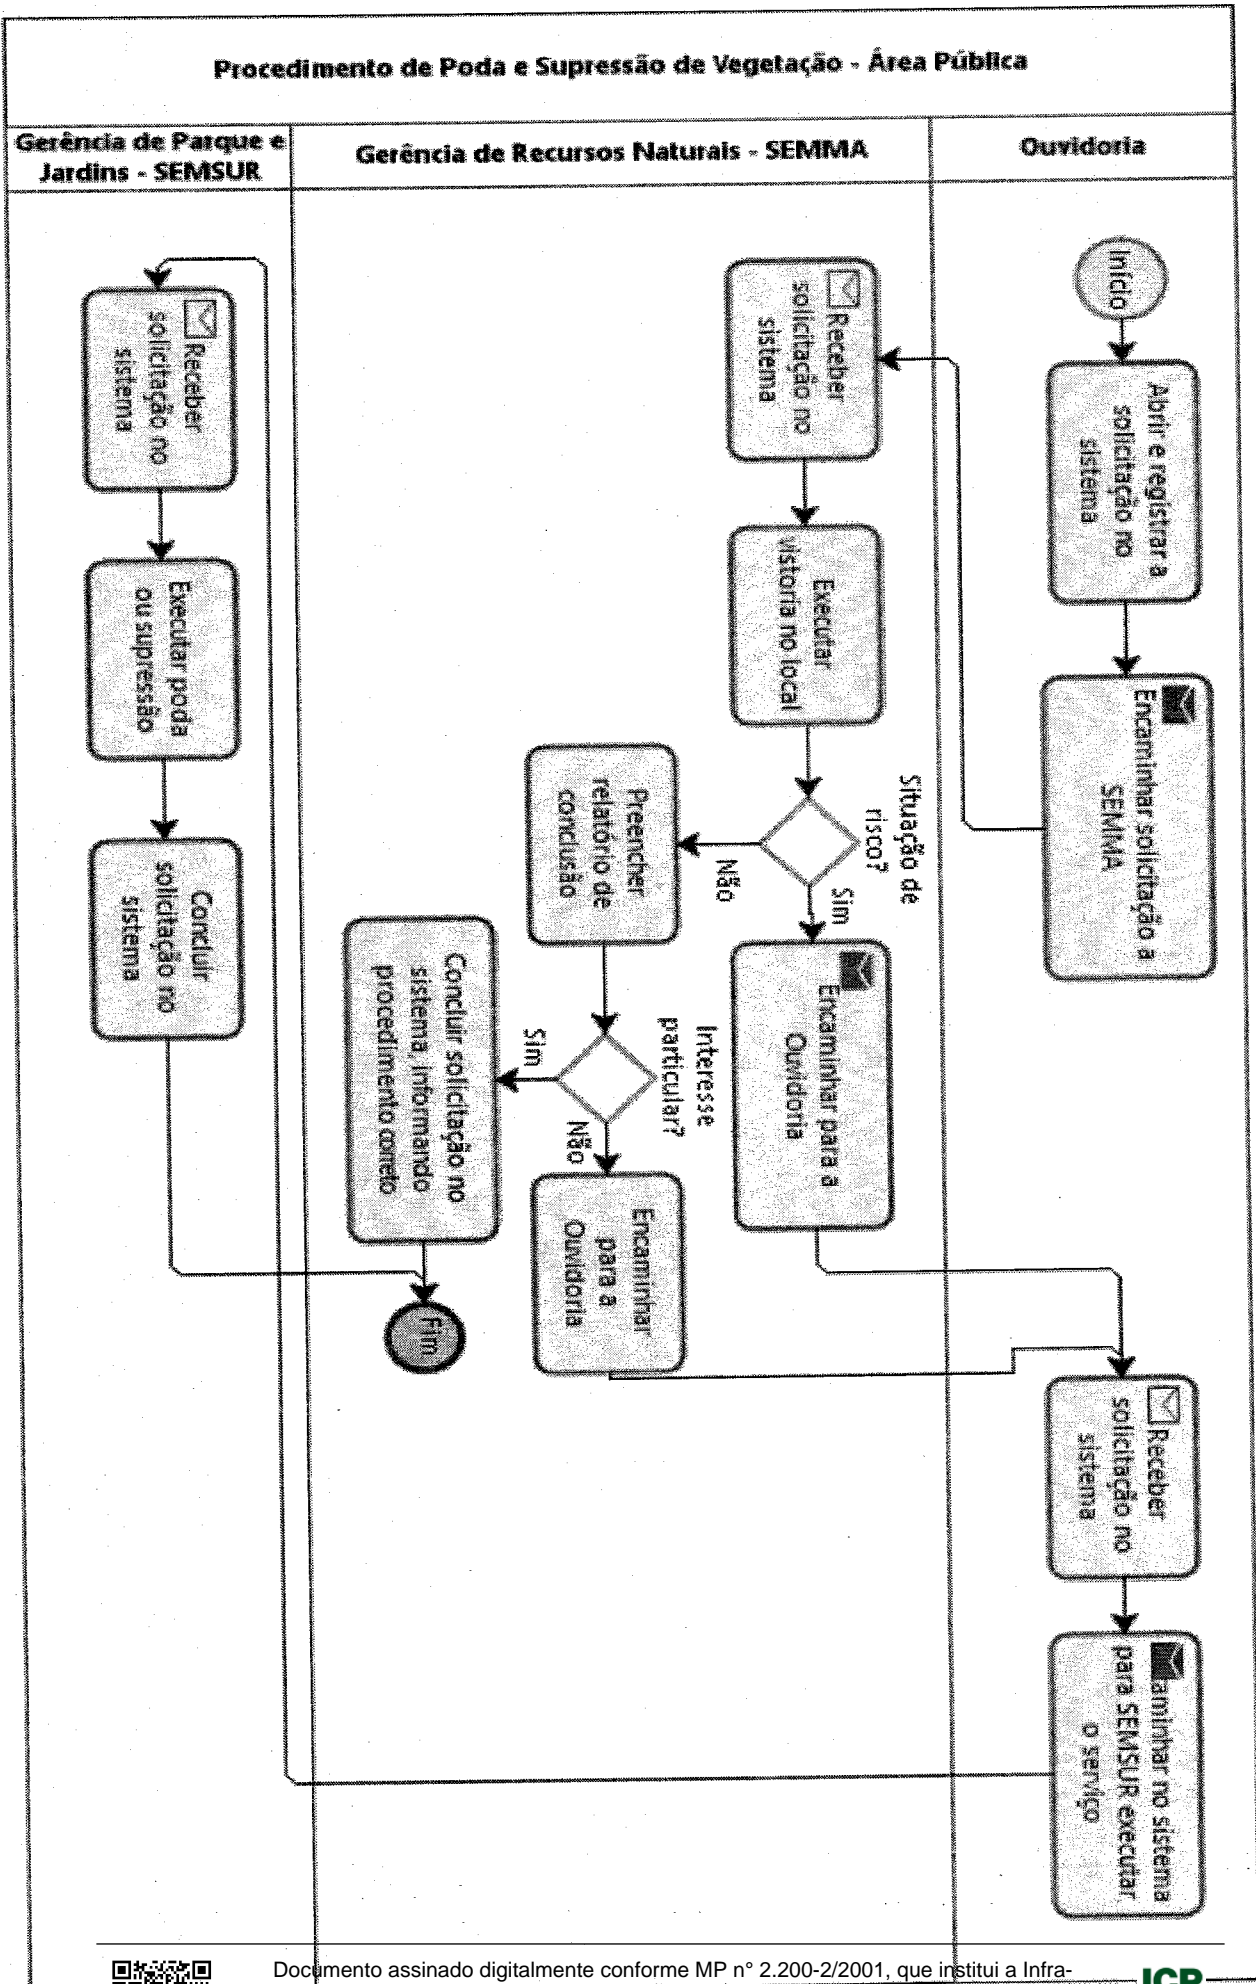 Procedimento de Poda e Supressão de Vegetação - Área Pública
Gerência de Parque e
Jardins - SEMSUR
Gerência de Recursos Naturais - SEMMA
Ouvidoria
Início
Abrir e registrar a
solicitação no
sistema
Encaminhar solicitação a
SEMMA
Receber
solicitação no
sistema
Executar
vistoria no local
Situação de
risco?
Sim
Não
Encaminhar para a
Ouvidoria
Preencher
relatório de
conclusão
Interesse
particular?
Sim
Não
Concluir solicitação no
sistema, informando
procedimento correto
Encaminhar
para a
Ouvidoria
Fim
Receber
solicitação no
sistema
aminhar no sistema
para SEMSUR executar
o serviço
Receber
solicitação no
sistema
Executar poda
ou supressão
Concluir
solicitação no
sistema
Documento assinado digitalmente conforme MP n° 2.200-2/2001, que institui a Infra-
ICP